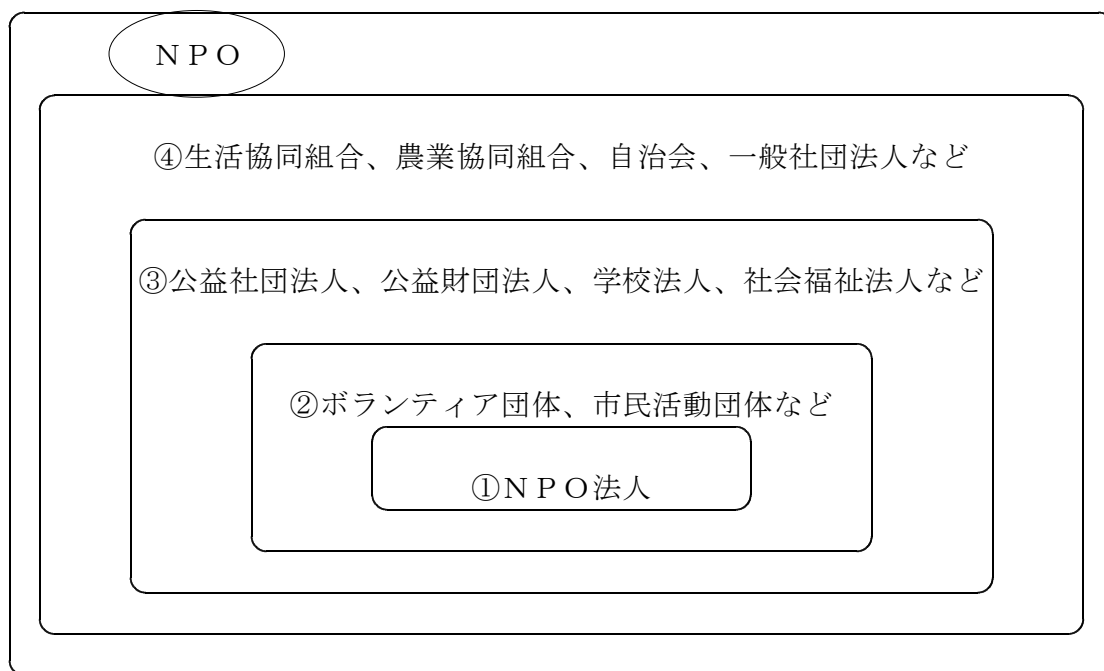 ＮＰＯ
④生活協同組合、農業協同組合、自治会、一般社団法人など
③公益社団法人、公益財団法人、学校法人、社会福祉法人など
②ボランティア団体、市民活動団体など
①ＮＰＯ法人